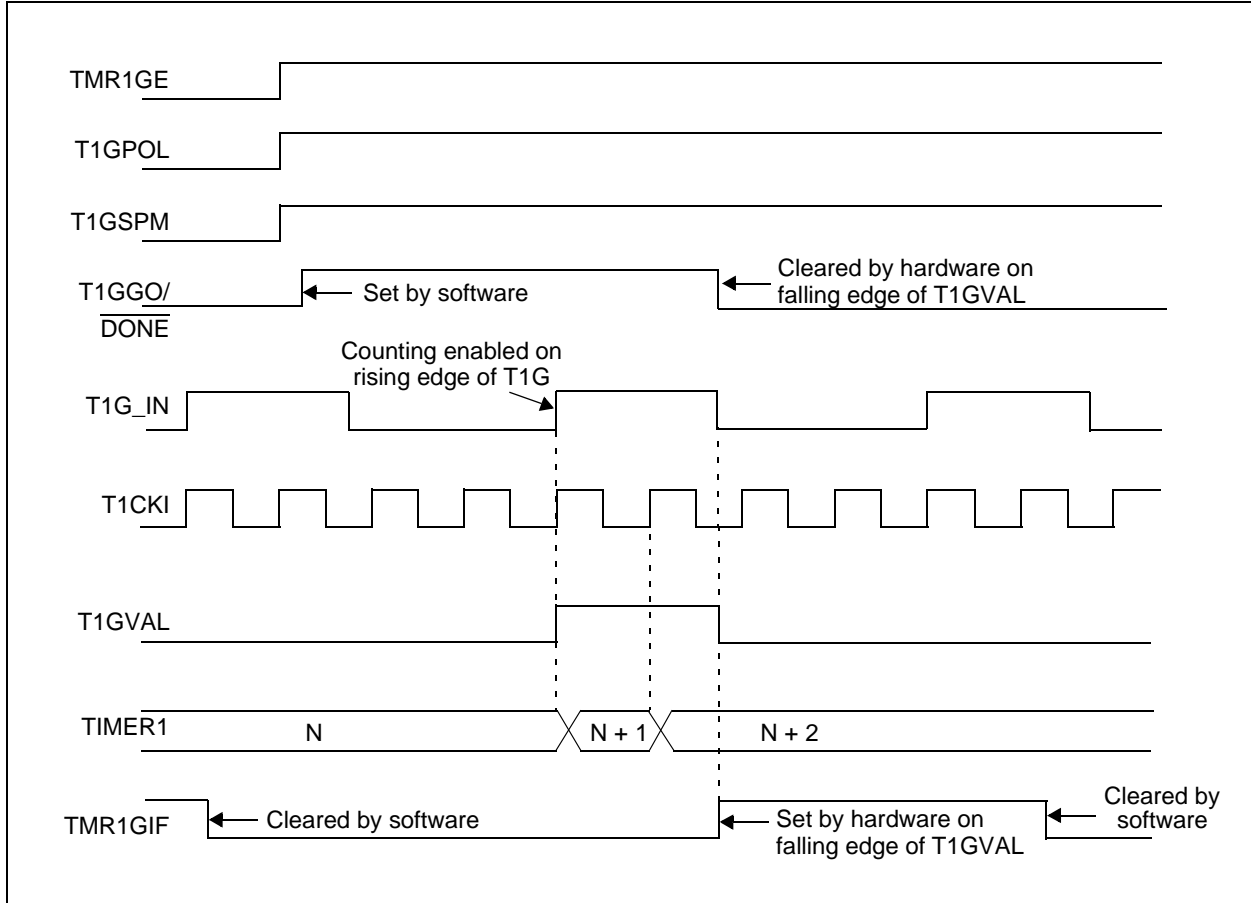 TMR1GE
T1GPOL
T1GSPM
T1GGO/
DONE
Set by software
Cleared by hardware on
falling edge of T1GVAL
Counting enabled on
rising edge of T1G
T1G_IN
T1CKI
T1GVAL
TIMER1
N
N + 1
N + 2
TMR1GIF
Cleared by software
Set by hardware on
falling edge of T1GVAL
Cleared by
software